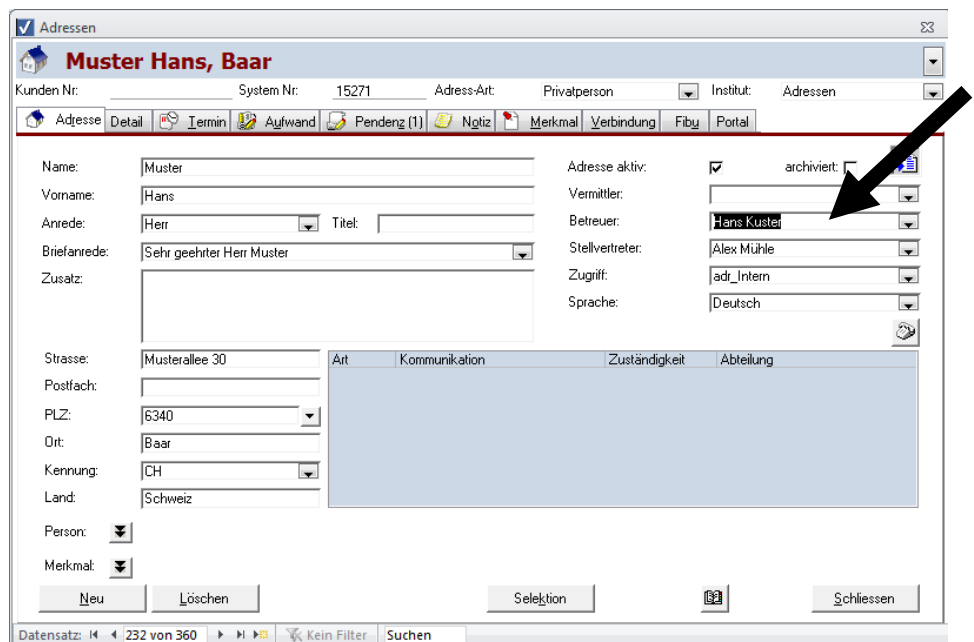 Adressen
Muster Hans, Baar
Kunden Nr: System Nr: 15271 Adress-Art: Privatperson Institut: Adressen
Adresse Detail Termin Aufwand Pendenz (1) Notiz Merkmal Verbindung Fibu Portal
Name: Muster Adresse aktiv: archiviert:
Vorname: Hans Vermittler:
Anrede: Herr Titel: Betreuer: Hans Kuster
Briefanrede: Sehr geehrter Herr Muster Stellvertreter: Alex Mühle
Zusatz: Zugriff: adr_Intern
Sprache: Deutsch
Strasse: Musterallee 30 Art Kommunikation Zuständigkeit Abteilung
Postfach:
PLZ: 6340
Ort: Baar
Kennung: CH
Land: Schweiz
Person:
Merkmal:
Neu Löschen Selektion Schliessen
Datensatz: 232 von 360 Kein Filter Suchen